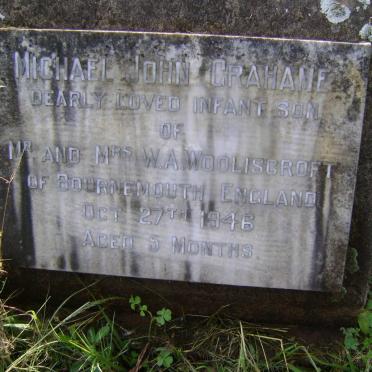 MICHAEL JOHN GRAHAME
DEARLY LOVED INFANT SON
OF
MR. AND MRS. W.A. WOOLISCROFT
OF BOURNEMOUTH ENGLAND
OCT. 27TH 1946
AGED 5 MONTHS